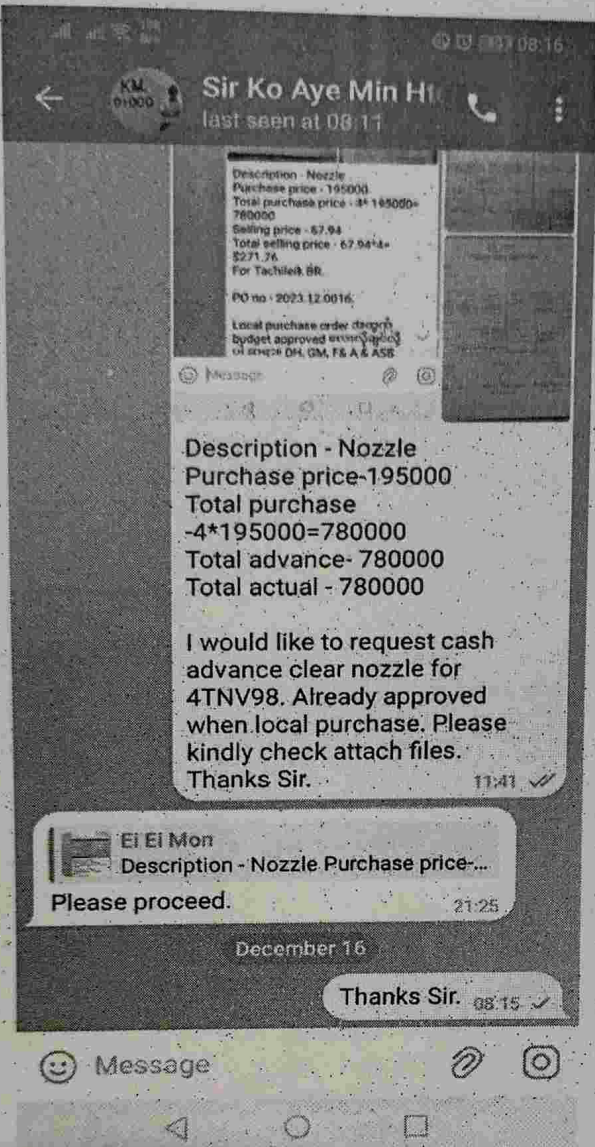 08:16
KM.
Sir Ko Aye Min
last seen at 08:11
Description - Nozzle
Purchase price - 195000
Total purchase price - 4* 195000=
780000
Selling price - 67.94
Total selling price - 67.94*4=
$271.76
For Tachileik BR.
PO no - 2023.12.0016
Local purchase order
budget approved
DH, GM, F& A & ASB
Message
Description - Nozzle
Purchase price-195000
Total purchase
-4*195000=780000
Total advance- 780000
Total actual - 780000
I would like to request cash
advance clear nozzle for
4TNV98. Already approved
when local purchase. Please
kindly check attach files.
Thanks Sir.
11:41
Ei Ei Mon
Description - Nozzle Purchase price-...
Please proceed.
21:25
December 16
Thanks Sir.
08:15
Message